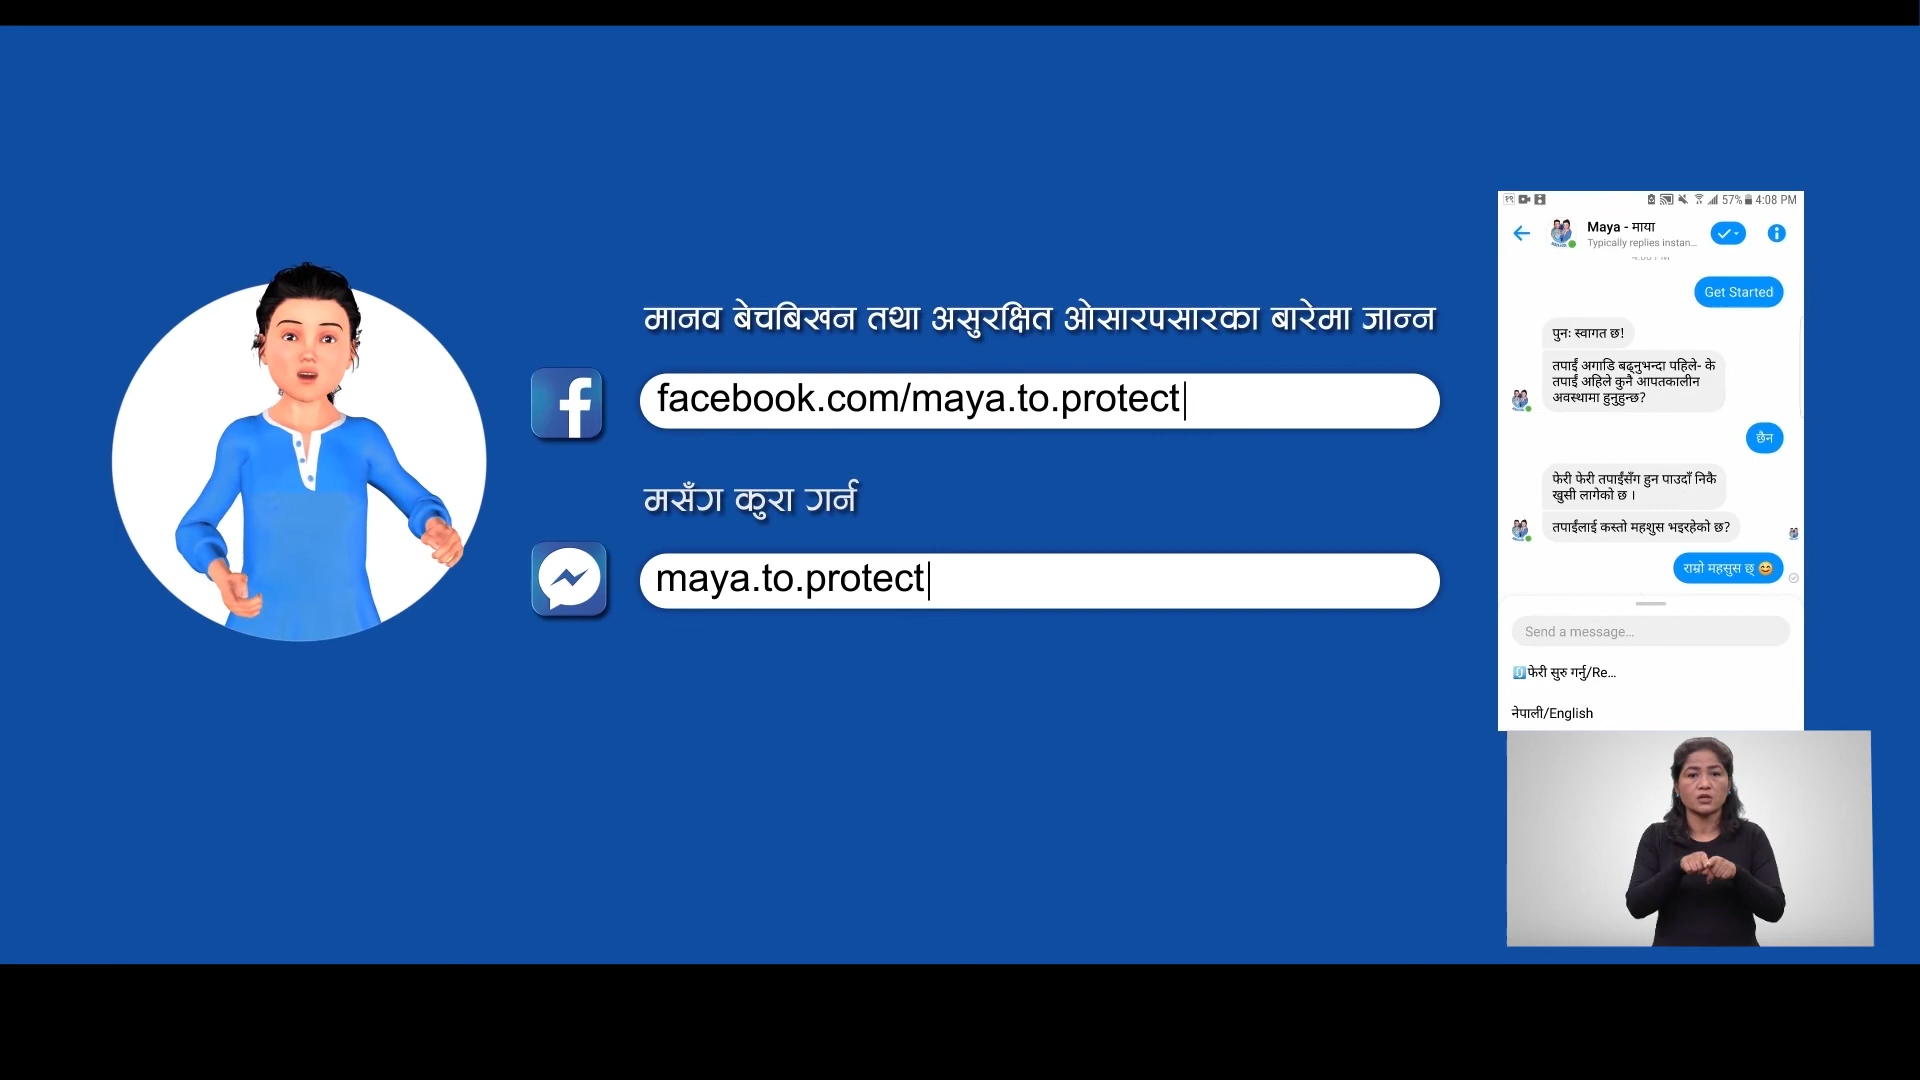 मानव बेचबिखन तथा असुरक्षित ओसारपसारका बारेमा जान्न
facebook.com/maya.to.protect
मसँग कुरा गर्न
maya.to.protect
57% 4:08 PM
Maya - माया
Typically replies instan...
Get Started
पुनः स्वागत छ!
तपाईं अगाडि बढ्नुभन्दा पहिले- के
तपाईं अहिले कुनै आपतकालीन
अवस्थामा हुनुहुन्छ?
छैन
फेरी फेरी तपाईंसँग हुन पाउदाँ निकै
खुसी लागेको छ ।
तपाईंलाई कस्तो महशुस भइरहेको छ?
राम्रो महसुस छ् 😊
Send a message...
फेरी सुरु गर्नु/Re...
नेपाली/English